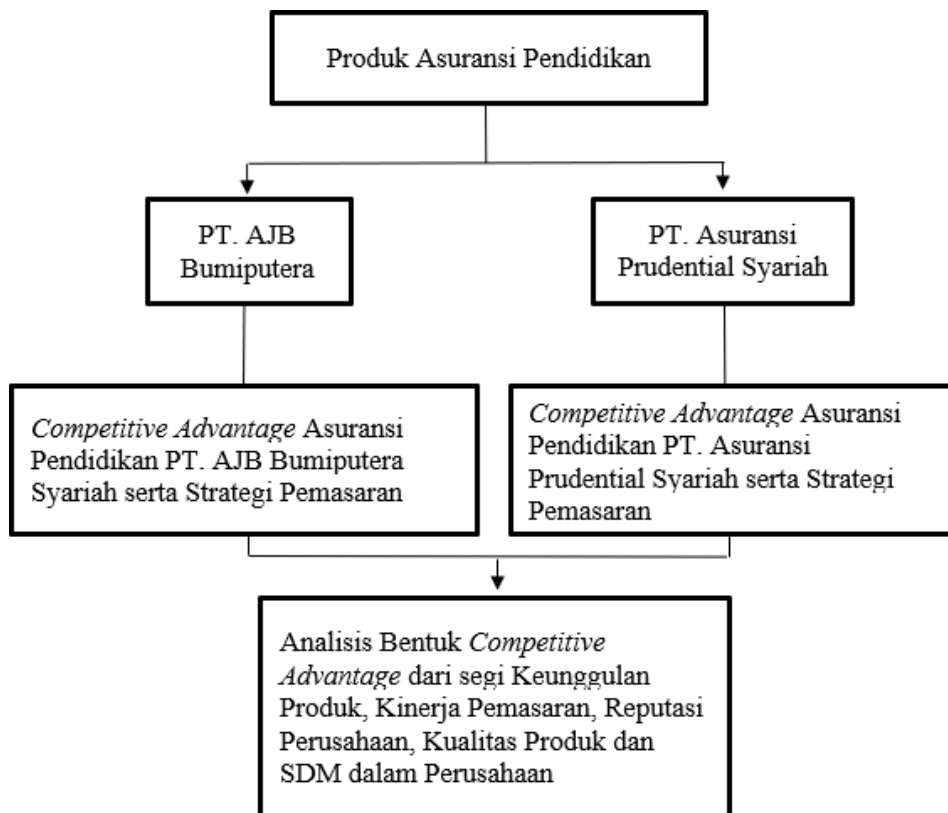 Produk Asuransi Pendidikan
PT. AJB
Bumiputera
PT. Asuransi
Prudential Syariah
Competitive Advantage Asuransi
Pendidikan PT. AJB Bumiputera
Syariah serta Strategi Pemasaran
Competitive Advantage Asuransi
Pendidikan PT. Asuransi
Prudential Syariah serta Strategi
Pemasaran
Analisis Bentuk Competitive
Advantage dari segi Keunggulan
Produk, Kinerja Pemasaran, Reputasi
Perusahaan, Kualitas Produk dan
SDM dalam Perusahaan